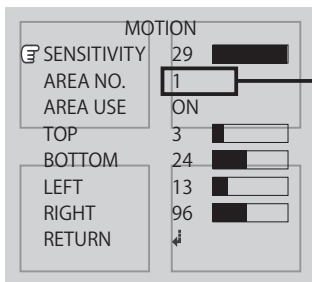 MOTION
SENSITIVITY 29
AREA NO. 1
AREA USE ON
TOP 3
BOTTOM 24
LEFT 13
RIGHT 96
RETURN ↲